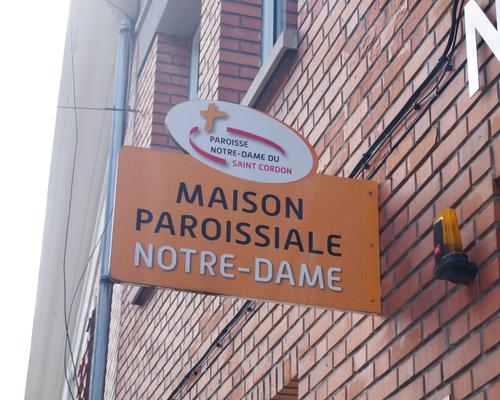 PAROISSE
NOTRE-DAME DU
SAINT CORDON
MAISON
PAROISSIALE
NOTRE-DAME